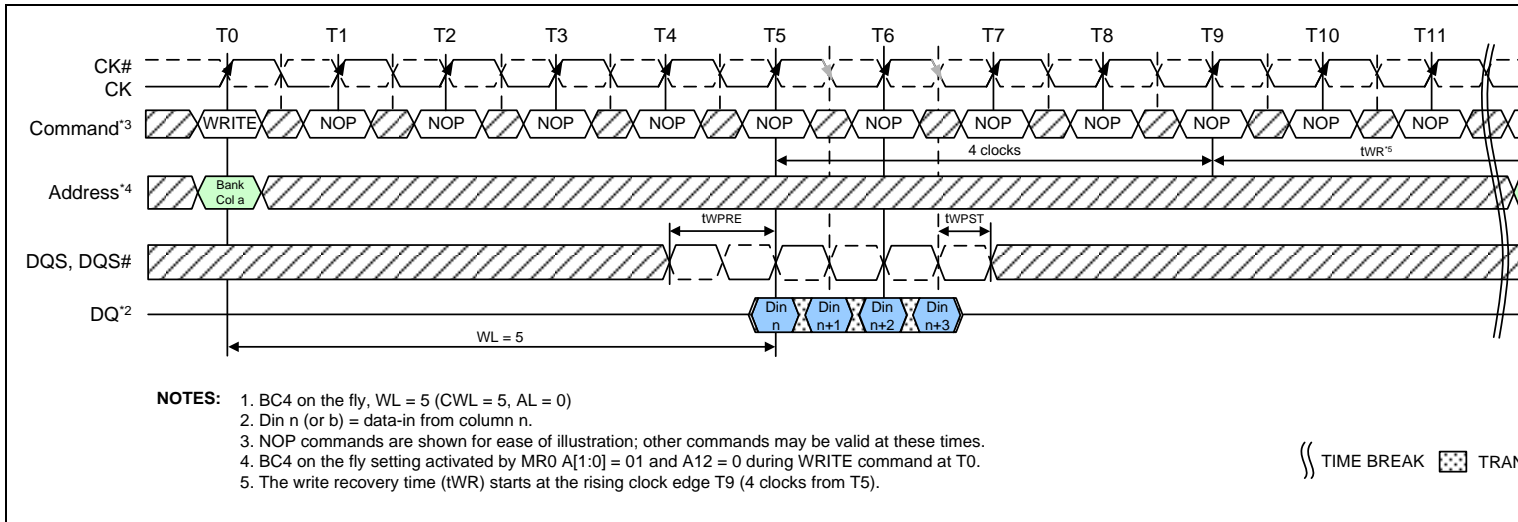 T0 T1 T2 T3 T4 T5 T6 T7 T8 T9 T10 T11
CK#
CK
Command*3 WRITE NOP NOP NOP NOP NOP NOP NOP NOP NOP NOP NOP
4 clocks tWR*5
Address*4 Bank Col a
tWPRE tWPST
DQS, DQS#
DQ*2 Din n Din n+1 Din n+2 Din n+3
WL = 5
NOTES: 1. BC4 on the fly, WL = 5 (CWL = 5, AL = 0)
2. Din n (or b) = data-in from column n.
3. NOP commands are shown for ease of illustration; other commands may be valid at these times.
4. BC4 on the fly setting activated by MR0 A[1:0] = 01 and A12 = 0 during WRITE command at T0.
5. The write recovery time (tWR) starts at the rising clock edge T9 (4 clocks from T5).
TIME BREAK TRAN